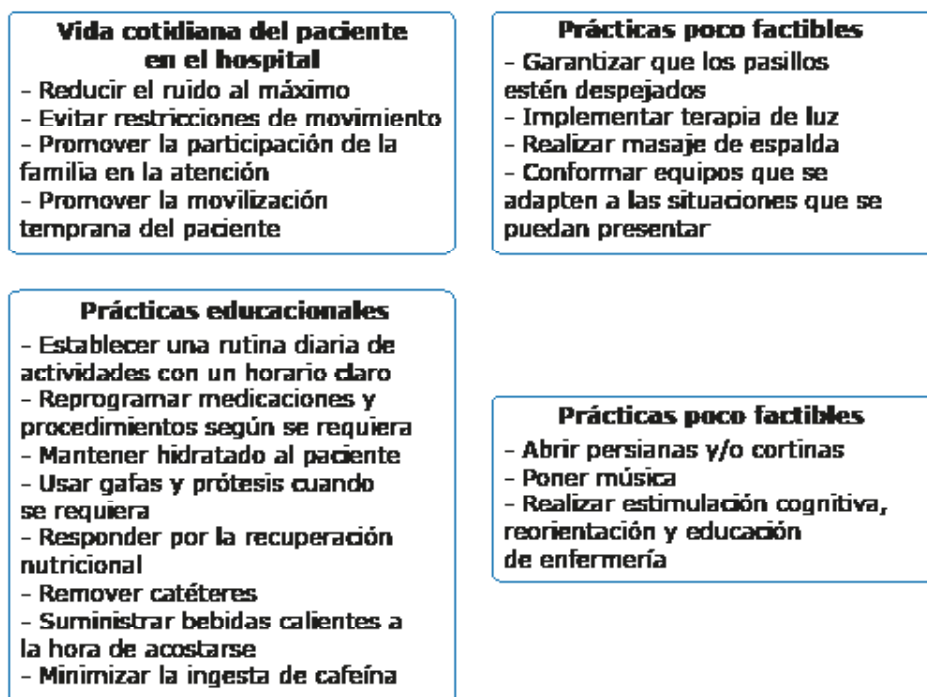 Vida cotidiana del paciente
en el hospital
- Reducir el ruido al máximo
- Evitar restricciones de movimiento
- Promover la participación de la
familia en la atención
- Promover la movilización
temprana del paciente
Prácticas poco factibles
- Garantizar que los pasillos
estén despejados
- Implementar terapia de luz
- Realizar masaje de espalda
- Conformar equipos que se
adapten a las situaciones que se
puedan presentar
Prácticas educacionales
- Establecer una rutina diaria de
actividades con un horario claro
- Reprogramar medicaciones y
procedimientos según se requiera
- Mantener hidratado al paciente
- Usar gafas y prótesis cuando
se requiera
- Responder por la recuperación
nutricional
- Remover catéteres
- Suministrar bebidas calientes a
la hora de acostarse
- Minimizar la ingesta de cafeína
Prácticas poco factibles
- Abrir persianas y/o cortinas
- Poner música
- Realizar estimulación cognitiva,
reorientación y educación
de enfermería